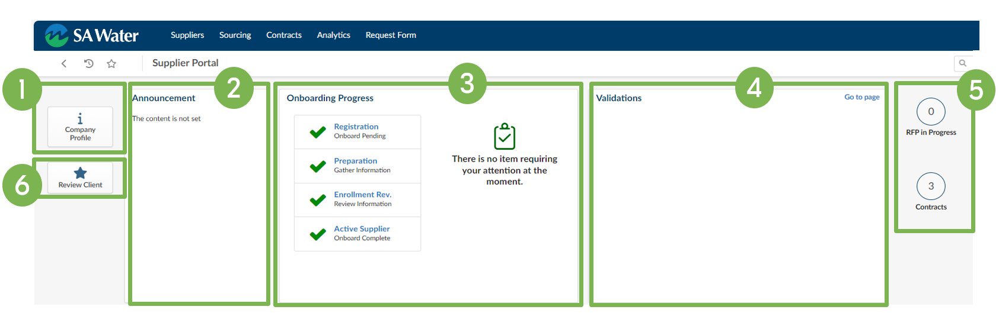 SA Water
Suppliers Sourcing Contracts Analytics Request Form
Supplier Portal
1
Company
Profile
6
Review Client
2
Announcement
The content is not set
3
Onboarding Progress
Registration
Onboard Pending
Preparation
Gather Information
Enrollment Rev.
Review Information
Active Supplier
Onboard Complete
There is no item requiring
your attention at the
moment.
4
Validations
Go to page
5
0
RFP in Progress
3
Contracts